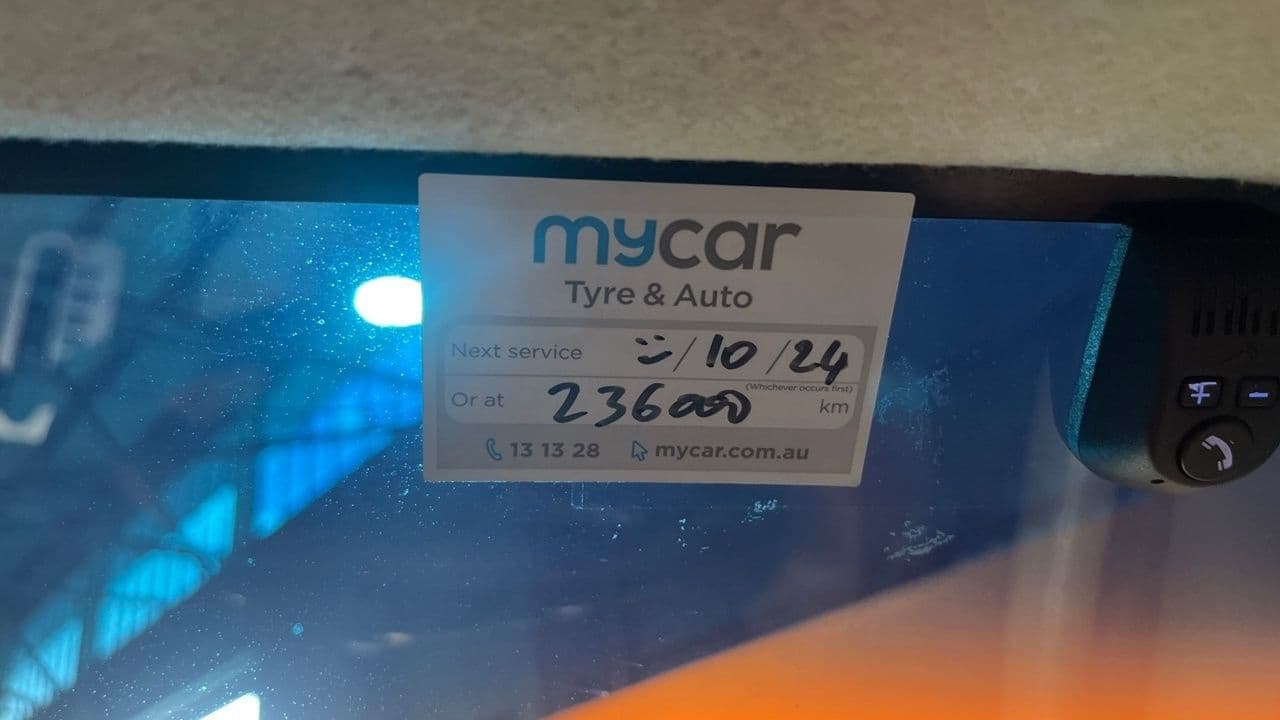 mycar
Tyre & Auto
Next service :-/ 10 / 24
(Whichever occurs first)
Or at 236000 km
13 13 28 mycar.com.au